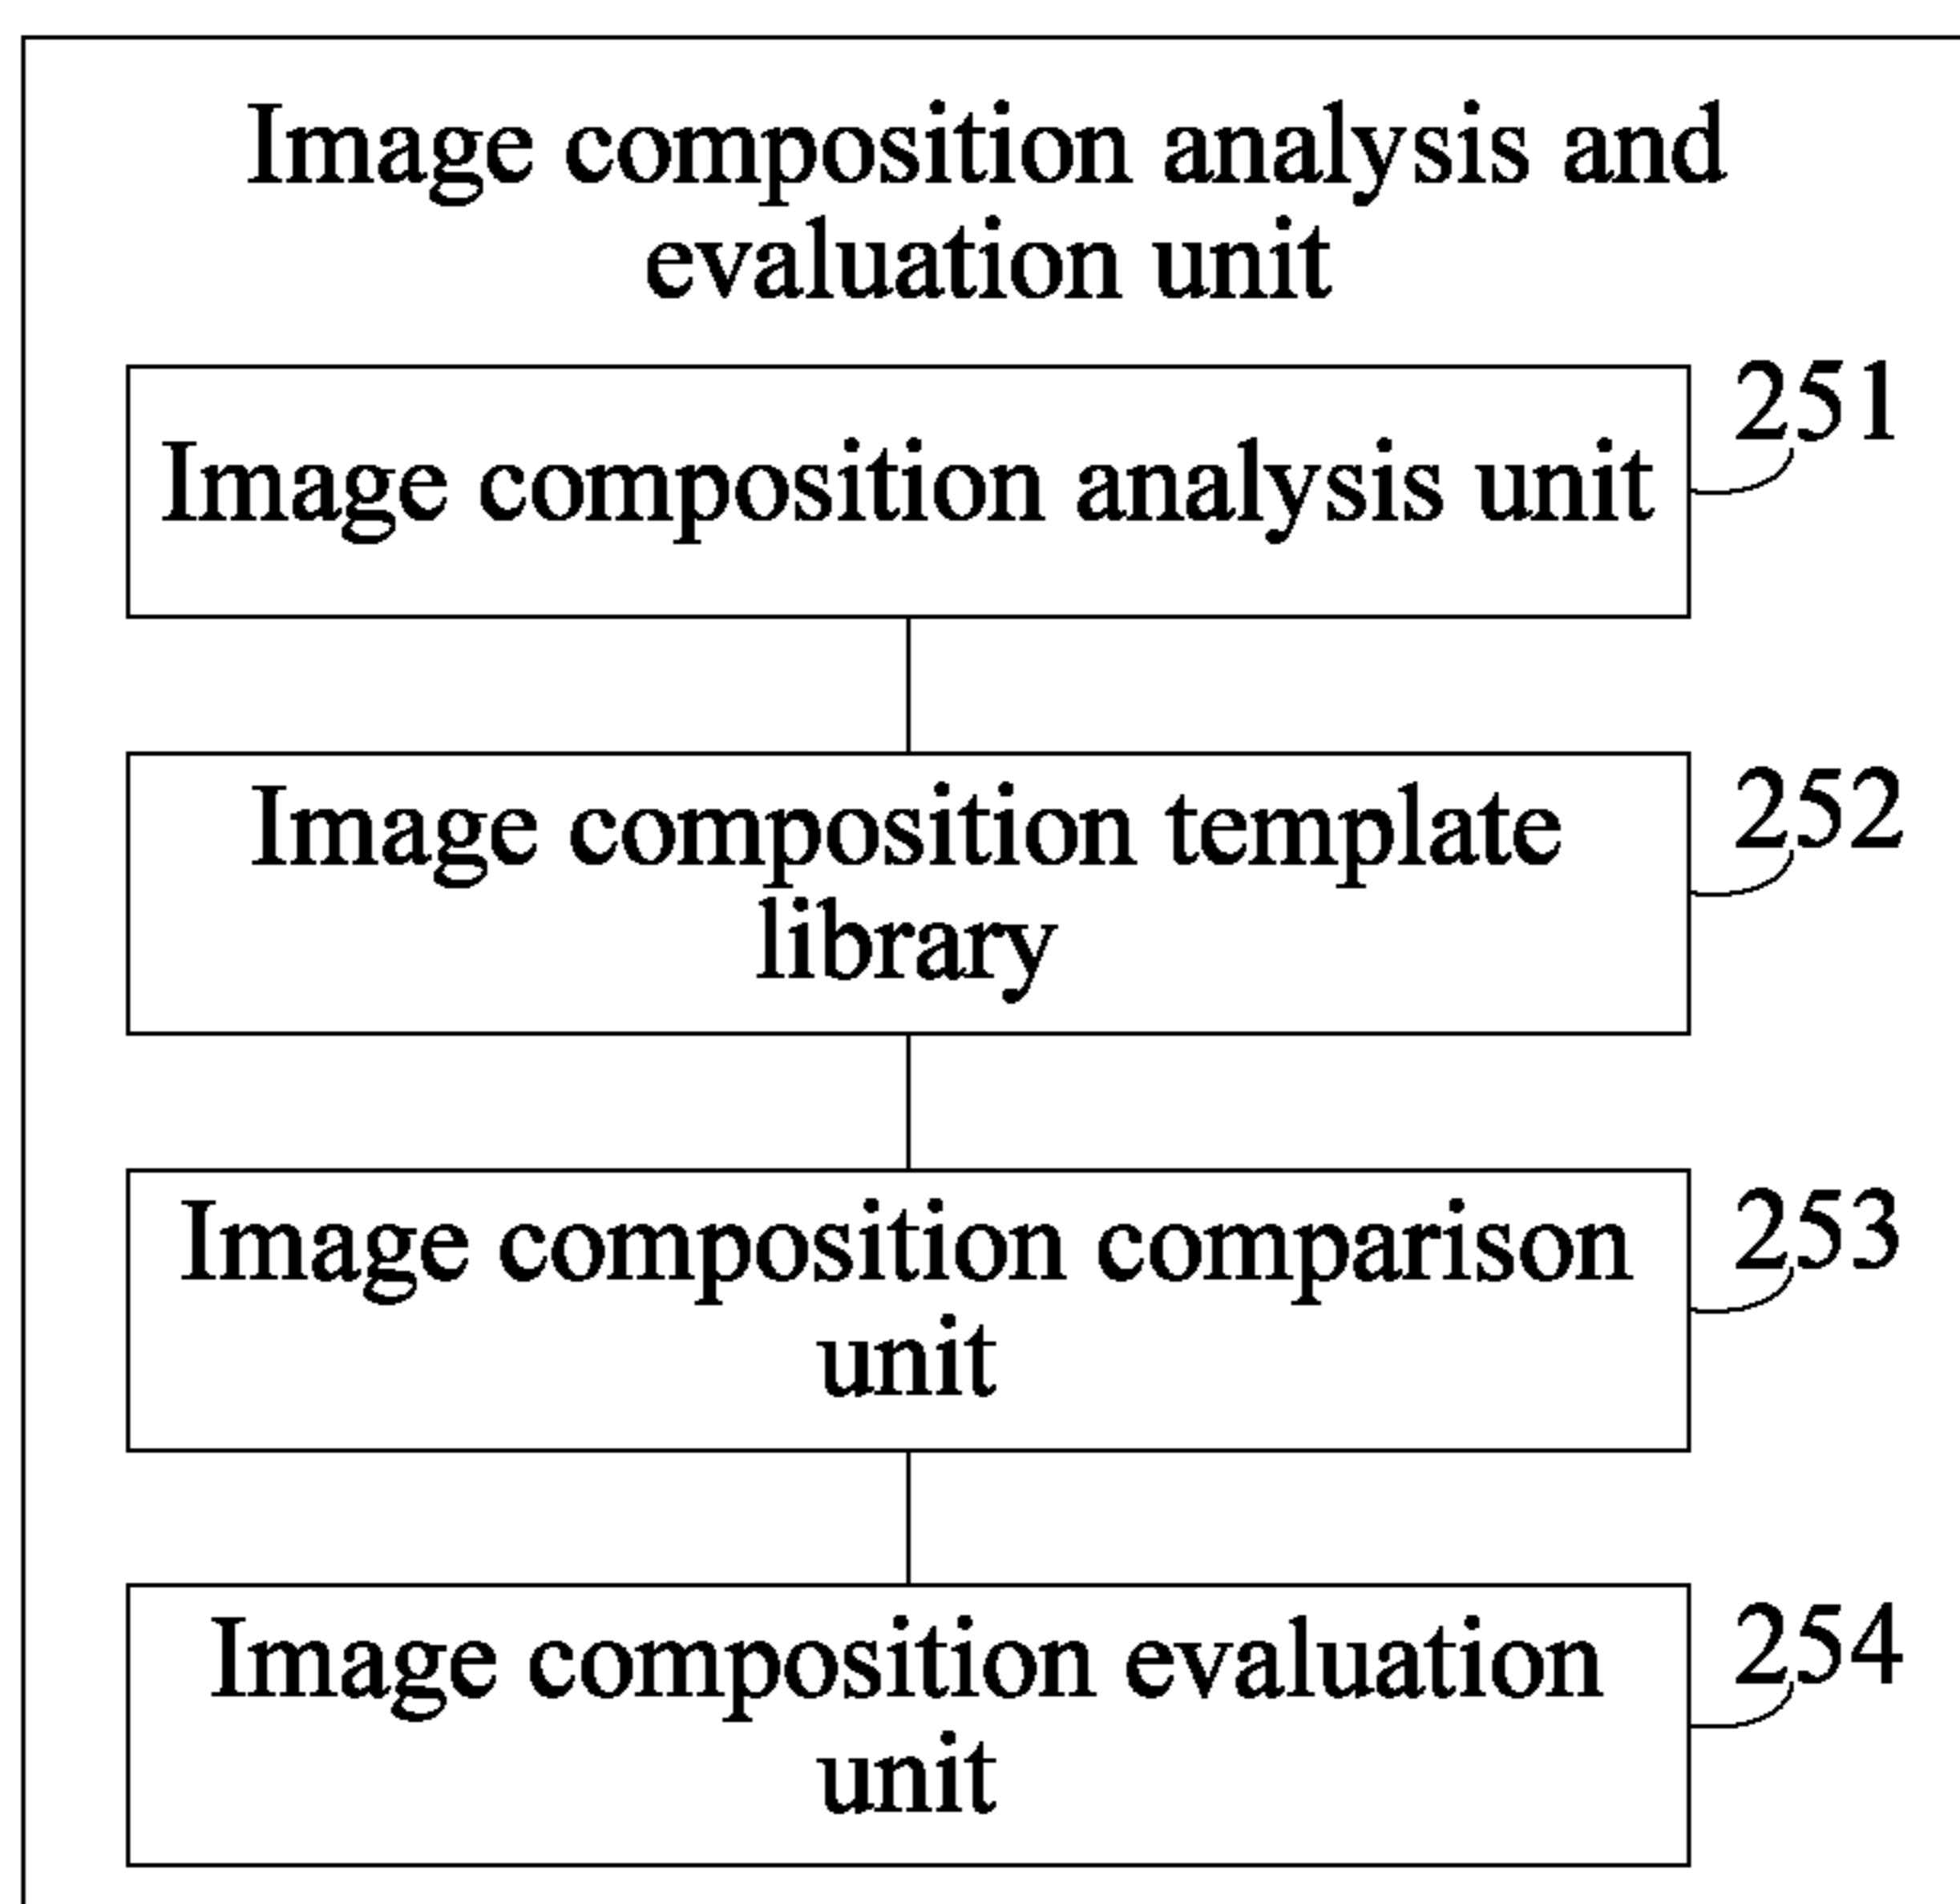 Image composition analysis and
evaluation unit
251
Image composition analysis unit
252
Image composition template
library
253
Image composition comparison
unit
254
Image composition evaluation
unit